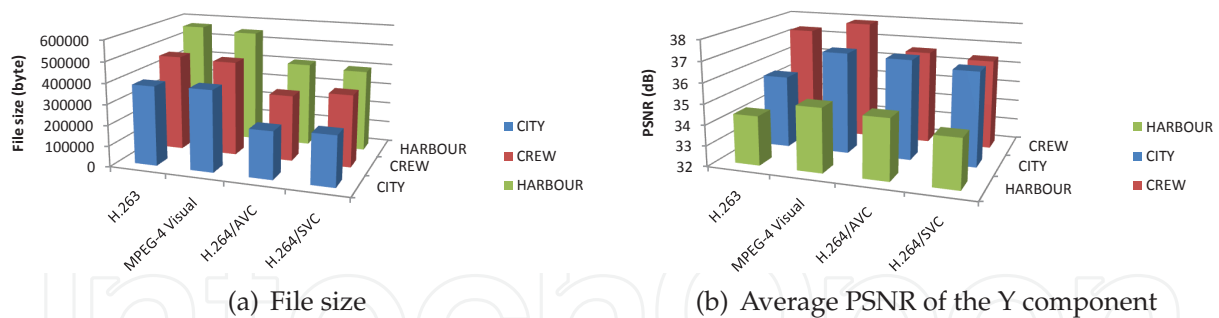 File size (byte)
600000
500000
400000
300000
200000
100000
0
H.263
MPEG-4 Visual
H.264/AVC
H.264/SVC
HARBOUR
CREW
CITY
CITY
CREW
HARBOUR
(a) File size
PSNR (dB)
38
37
36
35
34
33
32
H.263
MPEG-4 Visual
H.264/AVC
H.264/SVC
CREW
CITY
HARBOUR
HARBOUR
CITY
CREW
(b) Average PSNR of the Y component